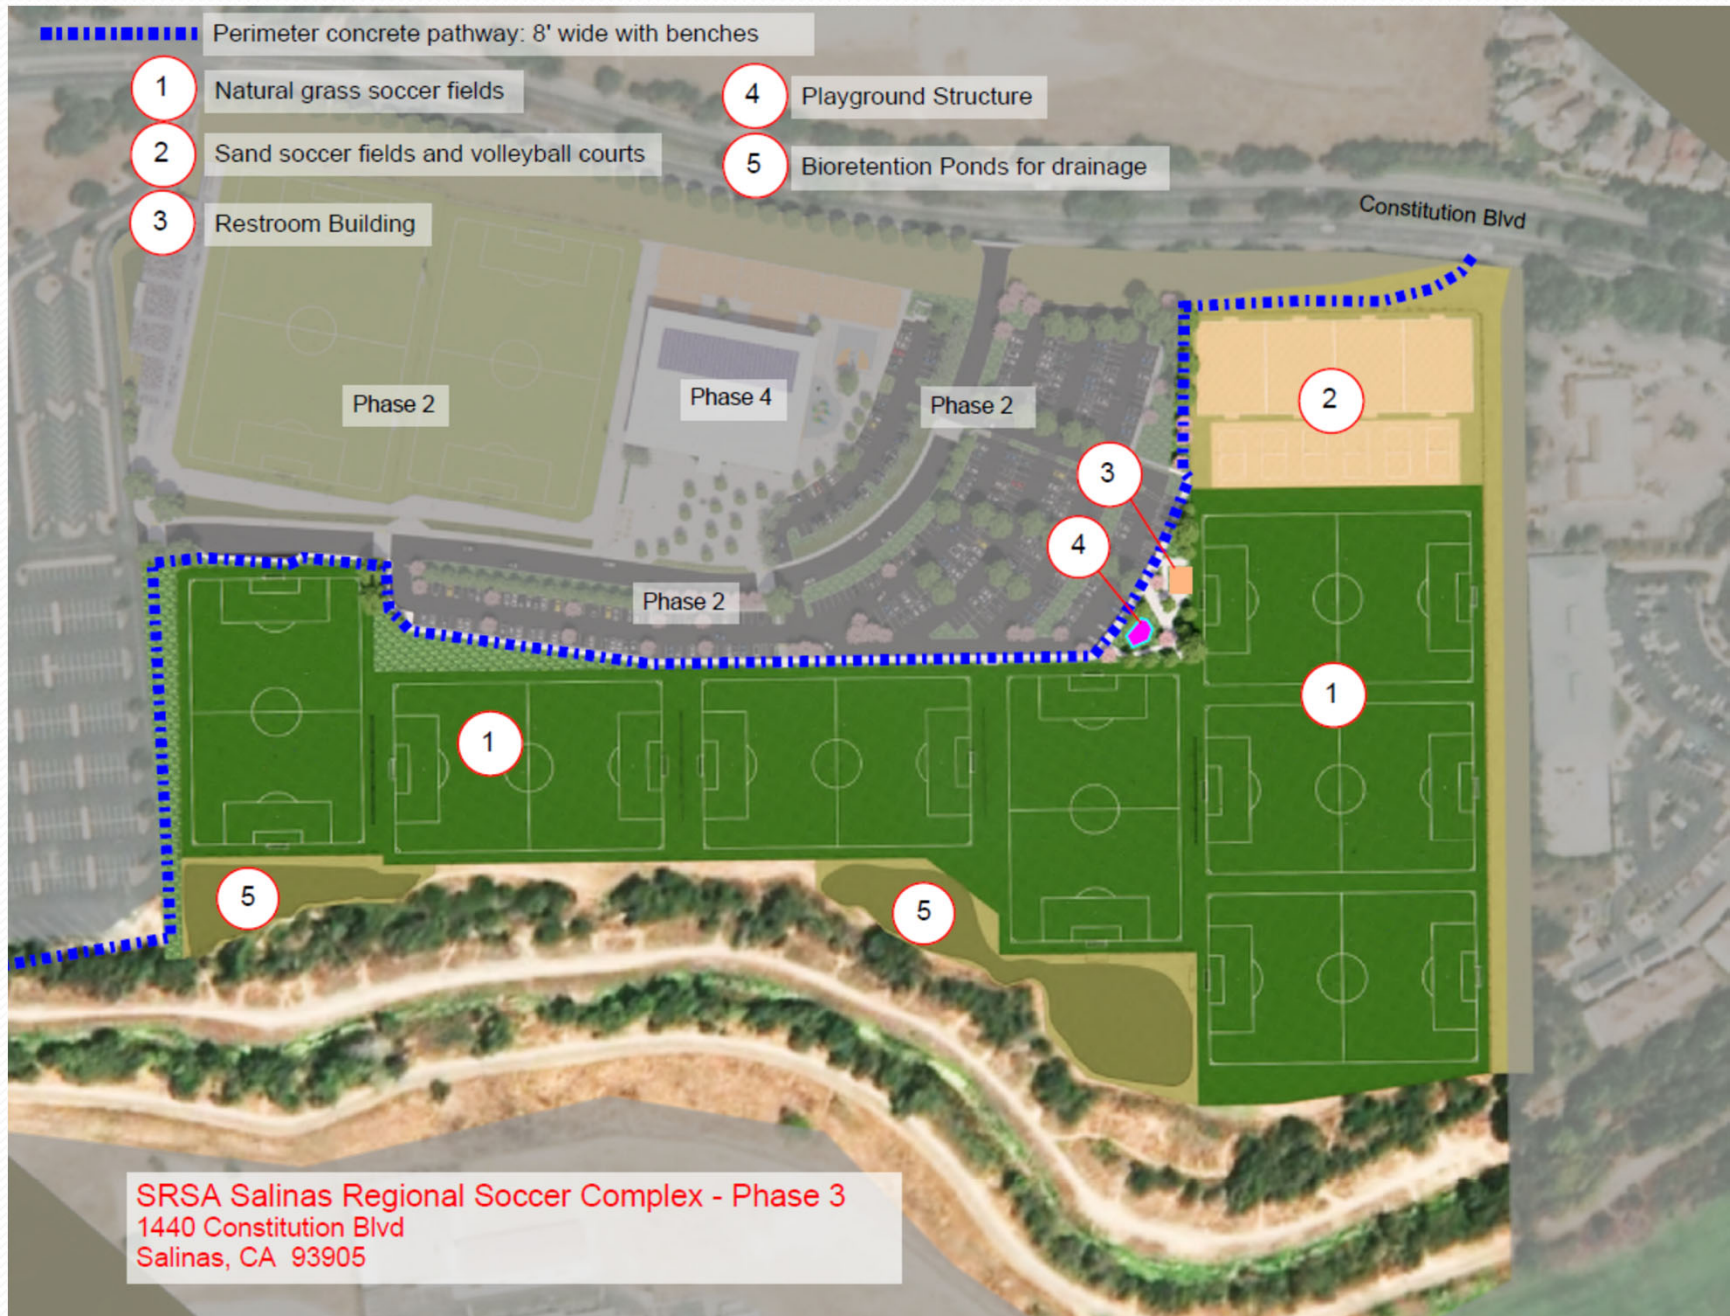 Perimeter concrete pathway: 8' wide with benches
1 Natural grass soccer fields
2 Sand soccer fields and volleyball courts
3 Restroom Building
4 Playground Structure
5 Bioretention Ponds for drainage
Constitution Blvd
Phase 2
Phase 4
Phase 2
2
3
4
Phase 2
1
1
5
5
SRSA Salinas Regional Soccer Complex - Phase 3
1440 Constitution Blvd
Salinas, CA 93905